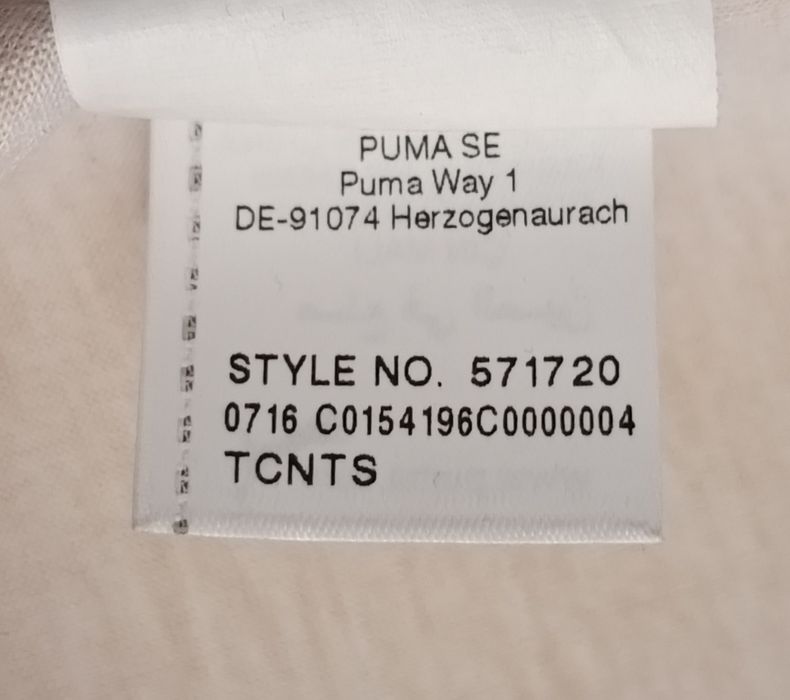 PUMA SE
Puma Way 1
DE-91074 Herzogenaurach
STYLE NO. 571720
0716 C0154196C0000004
TCNTS